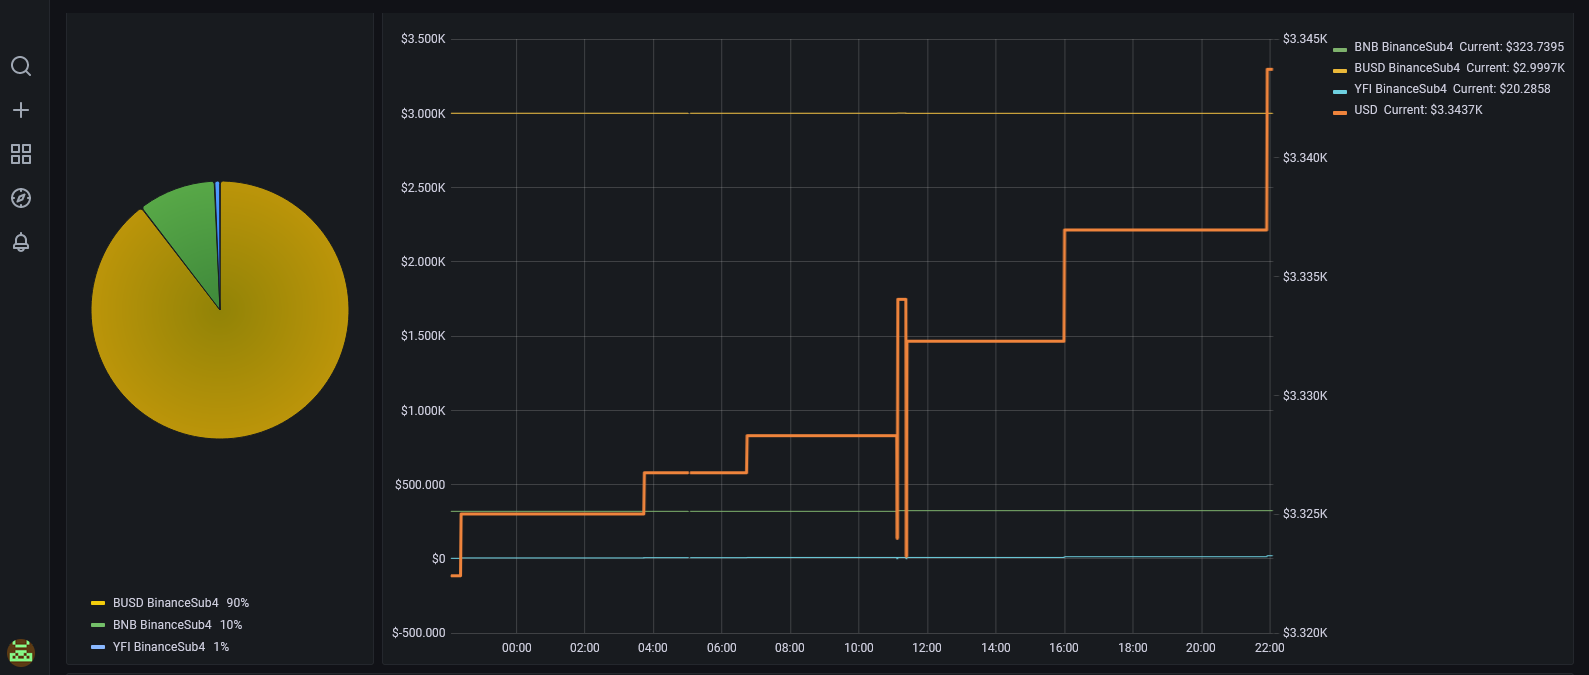 BUSD BinanceSub4 90%
BNB BinanceSub4 10%
YFI BinanceSub4 1%
$3.500K
$3.000K
$2.500K
$2.000K
$1.500K
$1.000K
$500.000
$0
$-500.000
00:00 02:00 04:00 06:00 08:00 10:00 12:00 14:00 16:00 18:00 20:00 22:00
$3.345K
$3.340K
$3.335K
$3.330K
$3.325K
$3.320K
BNB BinanceSub4 Current: $323.7395
BUSD BinanceSub4 Current: $2.9997K
YFI BinanceSub4 Current: $20.2858
USD Current: $3.3437K